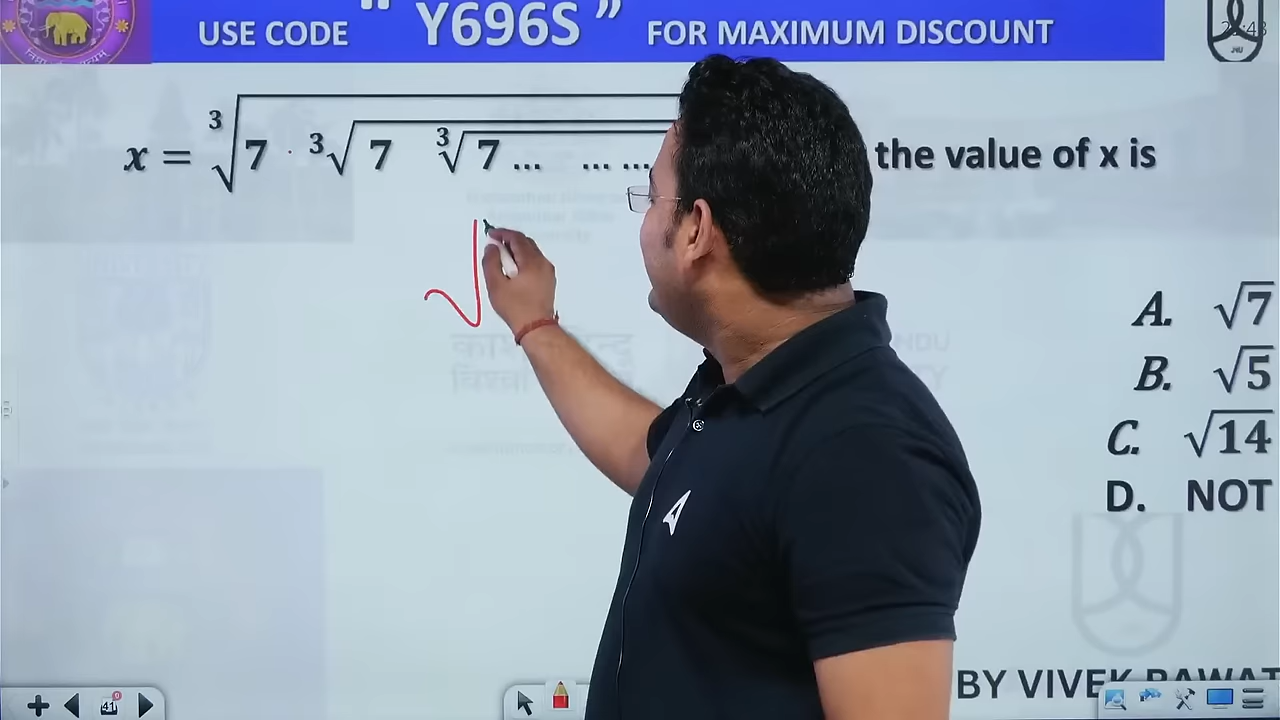 USE CODE " Y696S " FOR MAXIMUM DISCOUNT
x = ∛7 · ∛7 ∛7 ... ... ... the value of x is
A. √7
B. √5
C. √14
D. NOT
BY VIVEK RAWAT
41